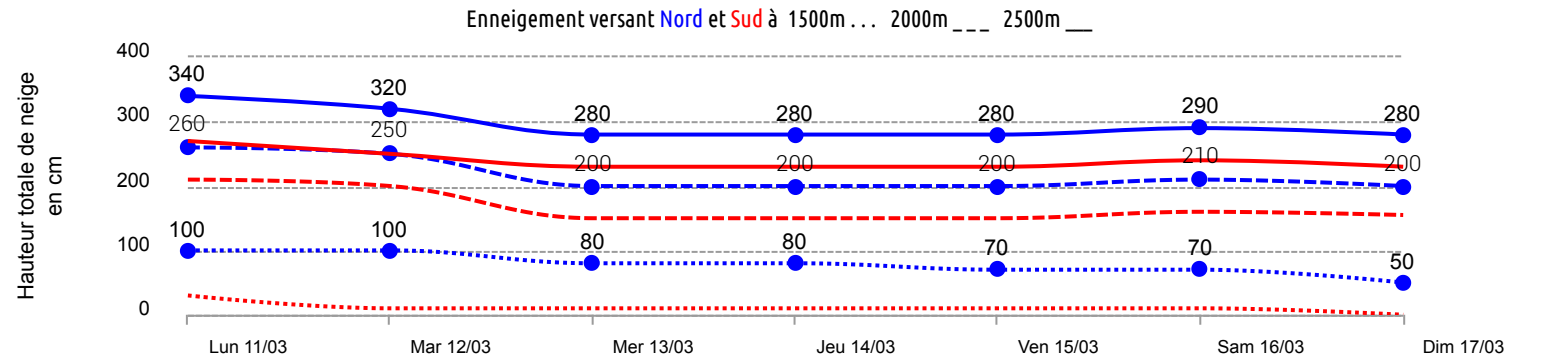 Enneigement versant Nord et Sud à 1500m . . . 2000m _ _ _ 2500m __
Hauteur totale de neige
en cm
400
340
320
300
280
280
280
290
280
260
250
200
200
200
200
210
200
100
100
100
80
80
70
70
50
0
Lun 11/03
Mar 12/03
Mer 13/03
Jeu 14/03
Ven 15/03
Sam 16/03
Dim 17/03